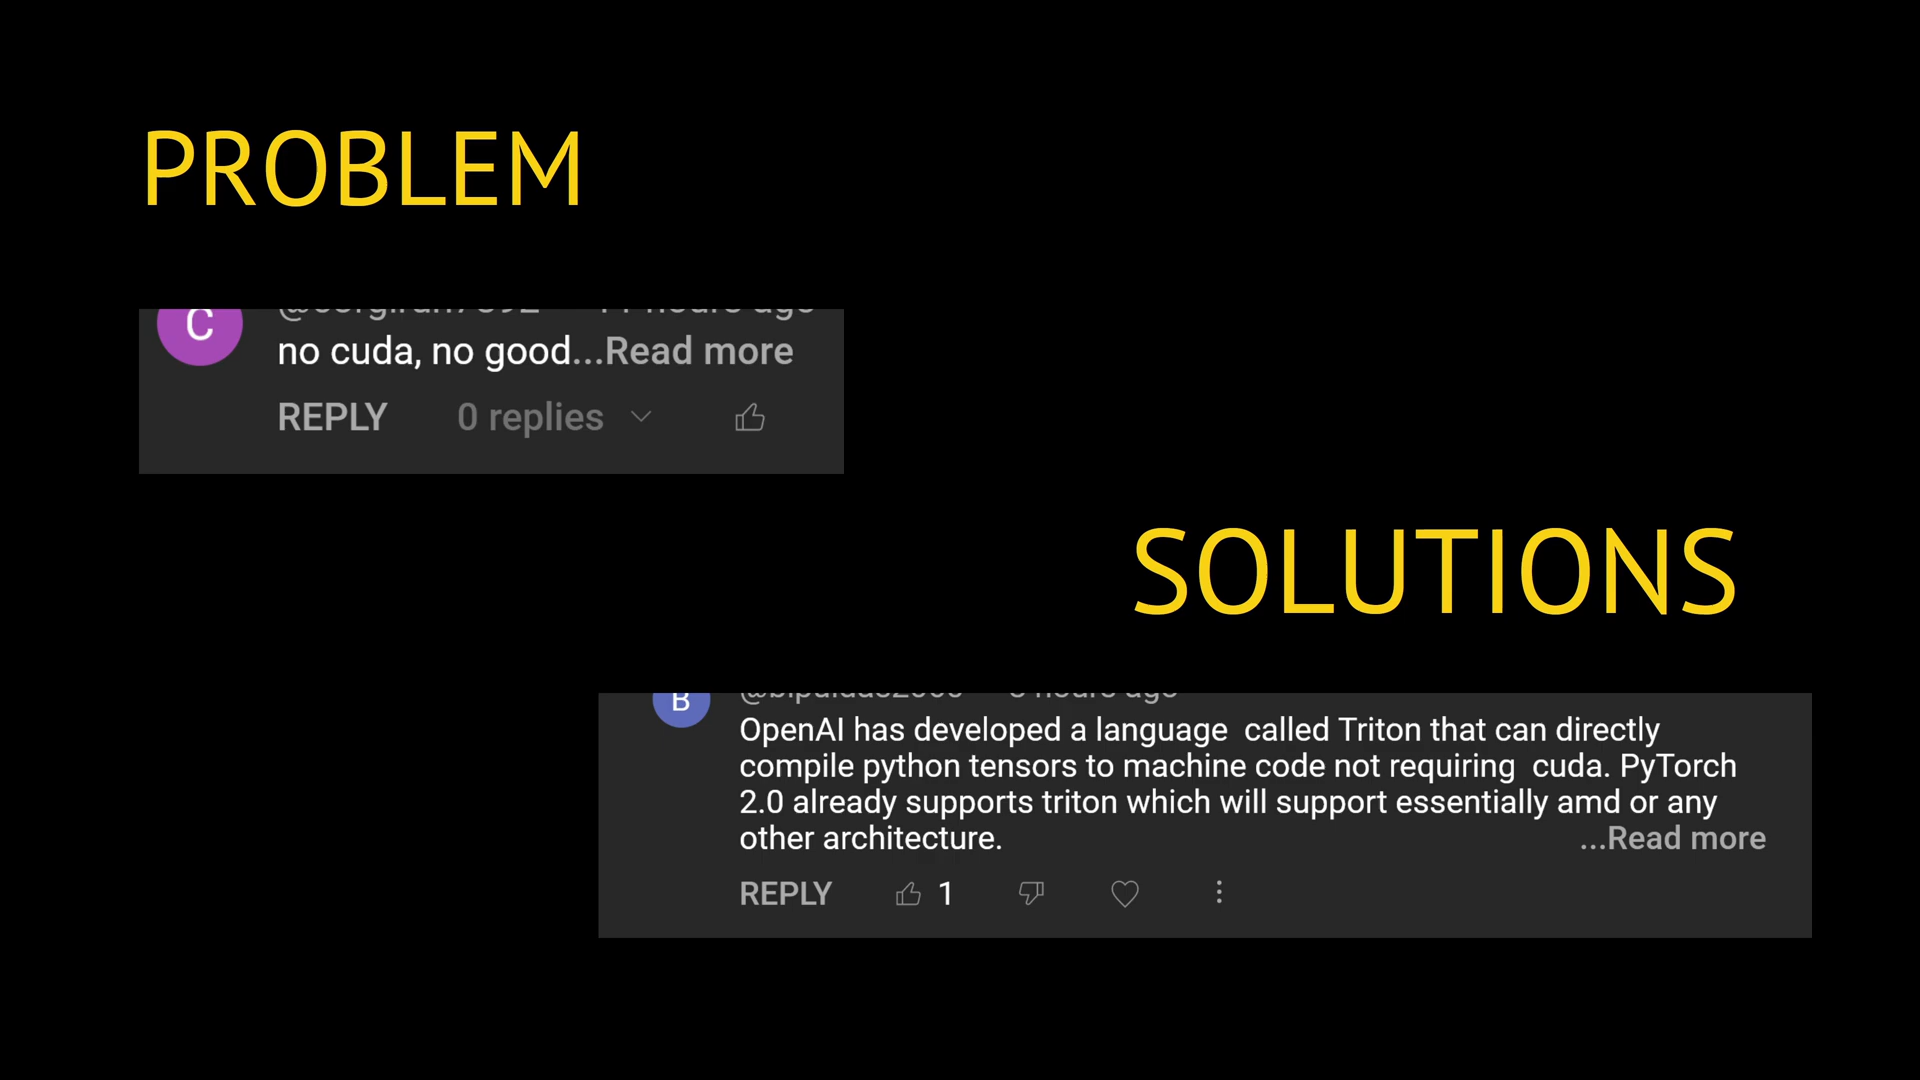 PROBLEM
C
no cuda, no good...Read more
REPLY 0 replies
SOLUTIONS
B
OpenAI has developed a language called Triton that can directly
compile python tensors to machine code not requiring cuda. PyTorch
2.0 already supports triton which will support essentially amd or any
other architecture. ...Read more
REPLY 1